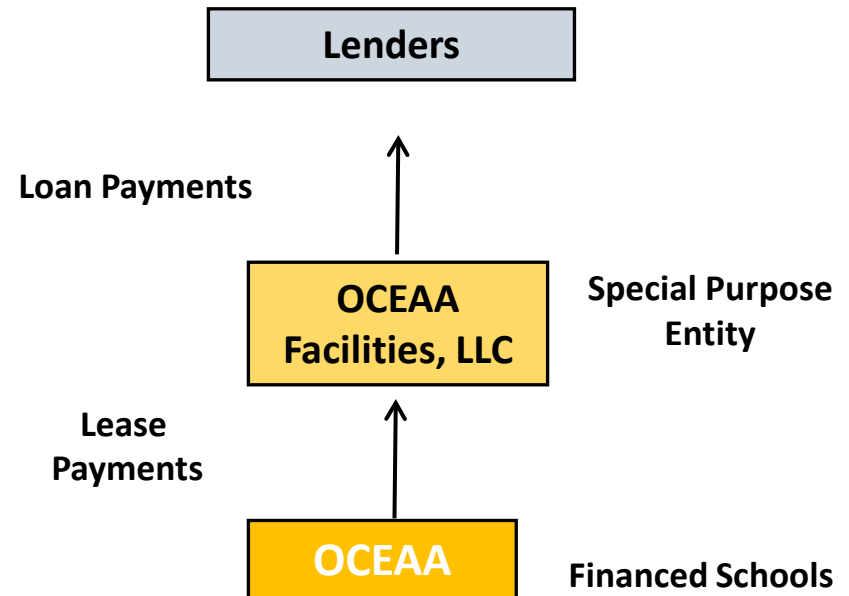 Lenders
Loan Payments
OCEAA
Facilities, LLC
Special Purpose
Entity
Lease
Payments
OCEAA
Financed Schools